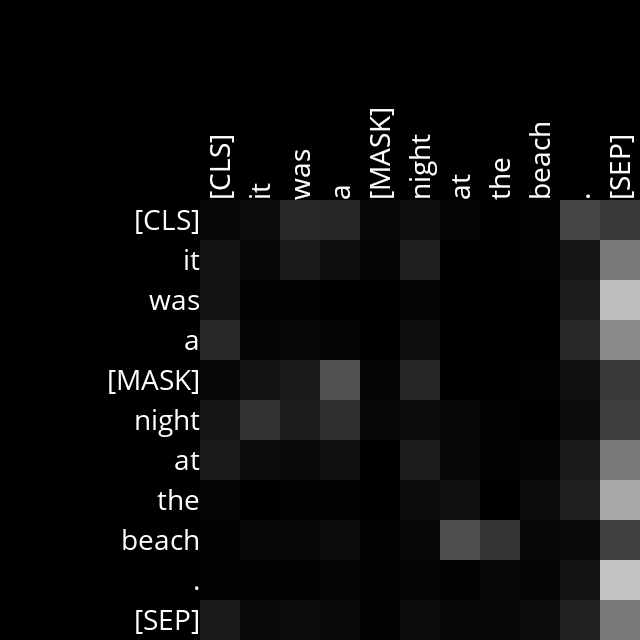 [CLS] it was a [MASK] night at the beach . [SEP]
[CLS]
it
was
a
[MASK]
night
at
the
beach
.
[SEP]